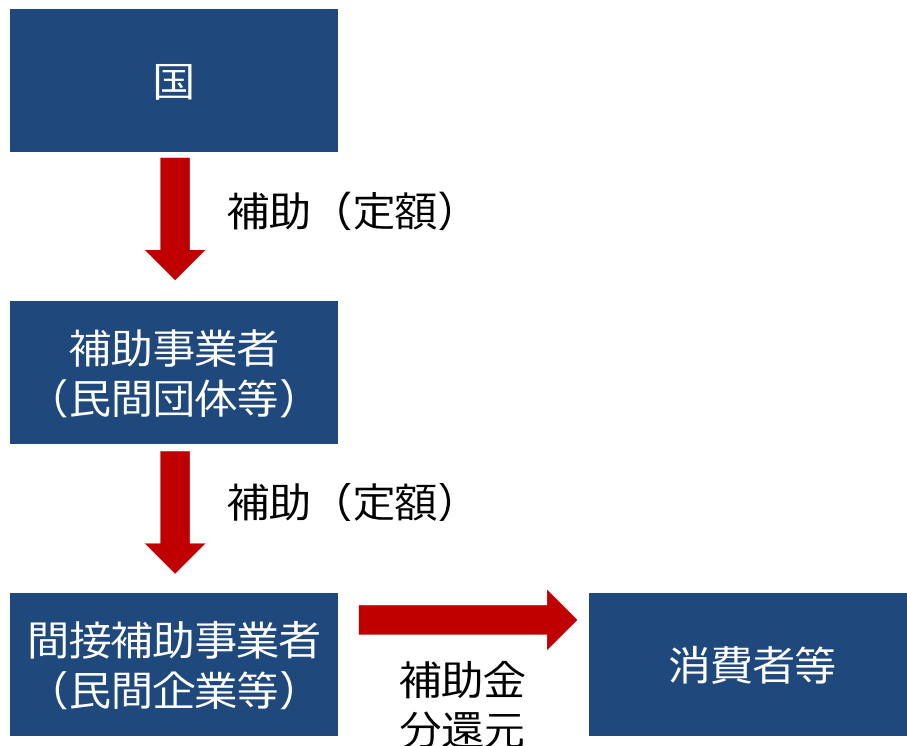 国
補助（定額）
補助事業者
（民間団体等）
補助（定額）
間接補助事業者
（民間企業等）
補助金
分還元
消費者等